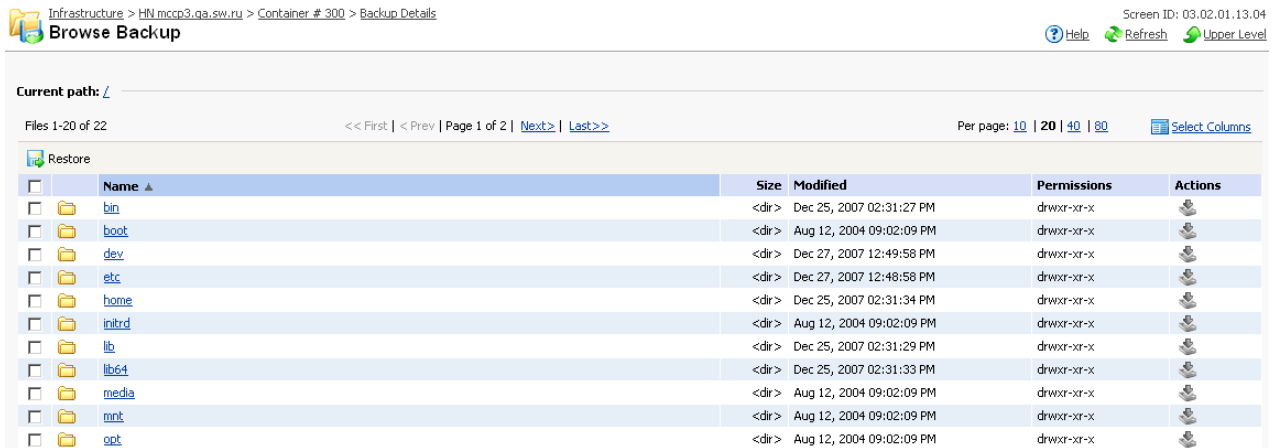 Infrastructure > HN mccp3.qa.sw.ru > Container # 300 > Backup Details
Screen ID: 03.02.01.13.04
Browse Backup
Help Refresh Upper Level
Current path: /
Files 1-20 of 22 << First | < Prev | Page 1 of 2 | Next> | Last>> Per page: 10 | 20 | 40 | 80 Select Columns
Restore
Name Size Modified Permissions Actions
bin <dir> Dec 25, 2007 02:31:27 PM drwxr-xr-x
boot <dir> Aug 12, 2004 09:02:09 PM drwxr-xr-x
dev <dir> Dec 27, 2007 12:49:58 PM drwxr-xr-x
etc <dir> Dec 27, 2007 12:48:58 PM drwxr-xr-x
home <dir> Dec 25, 2007 02:31:34 PM drwxr-xr-x
initrd <dir> Aug 12, 2004 09:02:09 PM drwxr-xr-x
lib <dir> Dec 25, 2007 02:31:29 PM drwxr-xr-x
lib64 <dir> Dec 25, 2007 02:31:33 PM drwxr-xr-x
media <dir> Aug 12, 2004 09:02:09 PM drwxr-xr-x
mnt <dir> Aug 12, 2004 09:02:09 PM drwxr-xr-x
opt <dir> Aug 12, 2004 09:02:09 PM drwxr-xr-x